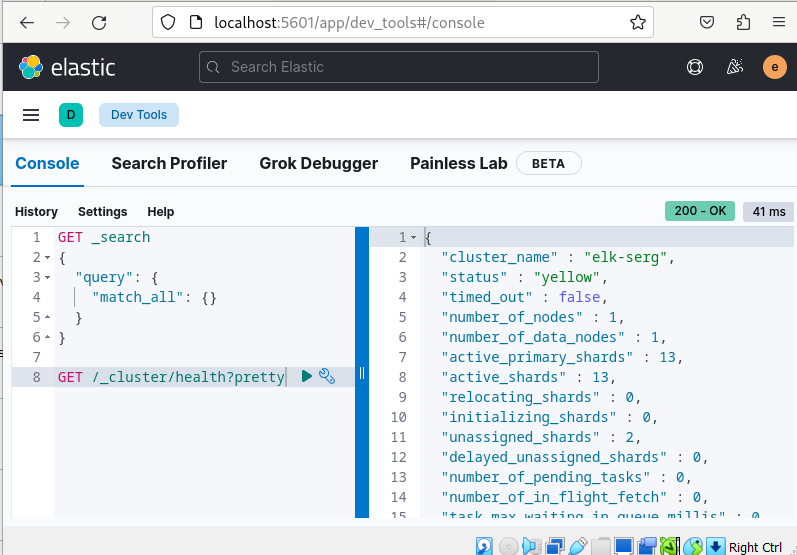 localhost:5601/app/dev_tools#/console
elastic
Search Elastic
e
D
Dev Tools
Console
Search Profiler
Grok Debugger
Painless Lab
BETA
History
Settings
Help
200 - OK
41 ms
1 GET _search
2 {
3 "query": {
4 "match_all": {}
5 }
6 }
7
8 GET /_cluster/health?pretty
1 {
2 "cluster_name" : "elk-serg",
3 "status" : "yellow",
4 "timed_out" : false,
5 "number_of_nodes" : 1,
6 "number_of_data_nodes" : 1,
7 "active_primary_shards" : 13,
8 "active_shards" : 13,
9 "relocating_shards" : 0,
10 "initializing_shards" : 0,
11 "unassigned_shards" : 2,
12 "delayed_unassigned_shards" : 0,
13 "number_of_pending_tasks" : 0,
14 "number_of_in_flight_fetch" : 0,
15 "task_max_waiting_in_queue_millis" : 0
Right Ctrl